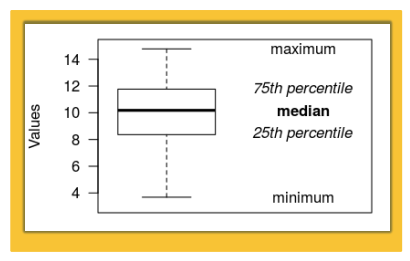 maximum
14
12
75th percentile
10
median
8
25th percentile
6
4
minimum
Values